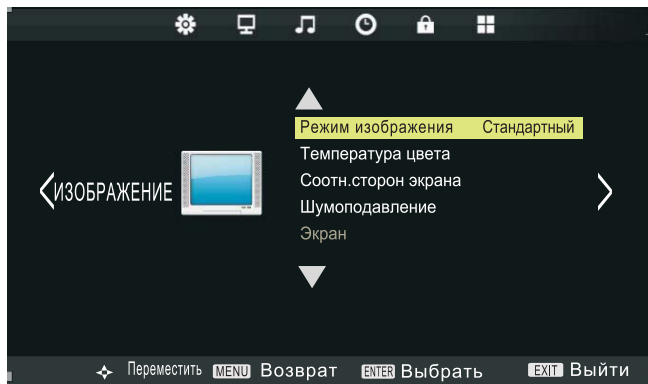 Режим изображения Стандартный
Температура цвета
Соотн.сторон экрана
ИЗОБРАЖЕНИЕ
Шумоподавление
Экран
Переместить MENU Возврат ENTER Выбрать EXIT Выйти